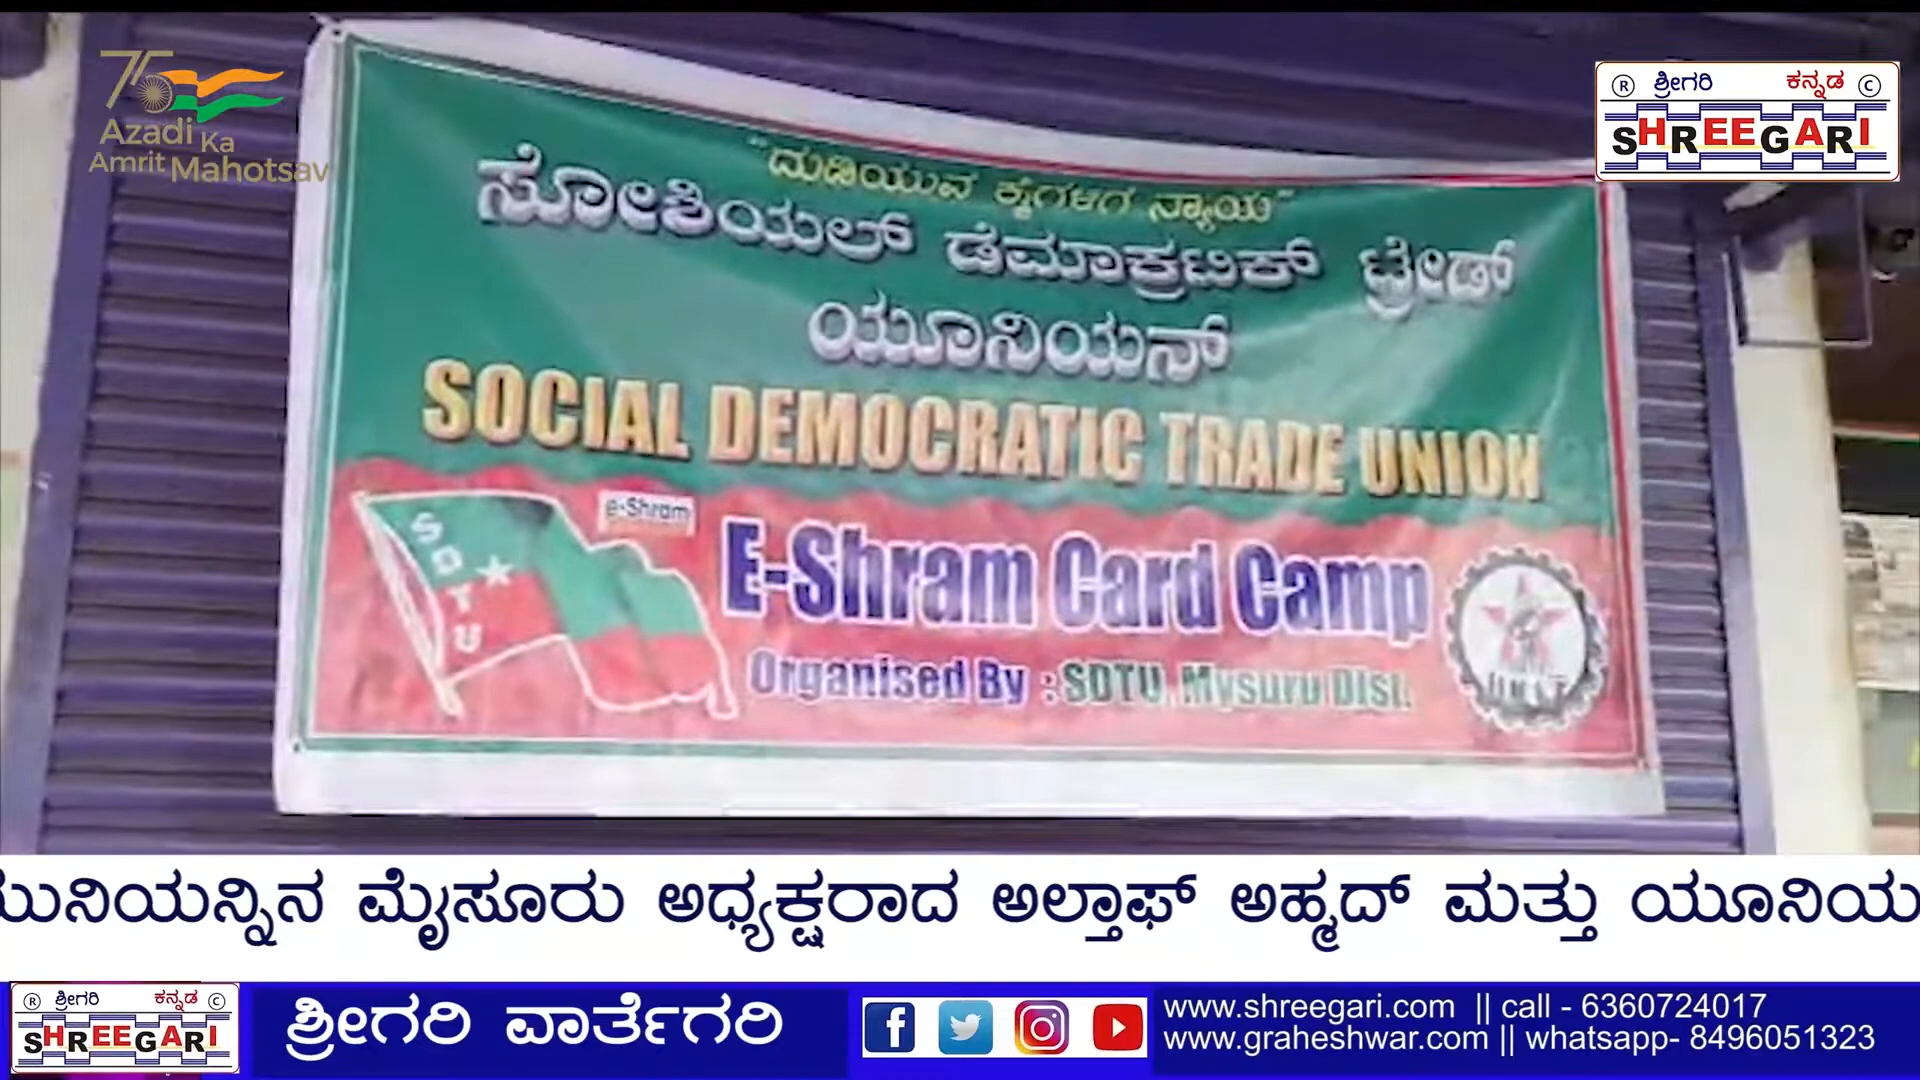 75
Azadi Ka
Amrit Mahotsav
® ಶ್ರೀಗರಿ ಕನ್ನಡ ©
SHREEGARI
"ದುಡಿಯುವ ಕೈಗಳಿಗೆ ನ್ಯಾಯ"
ಸೋಶಿಯಲ್ ಡೆಮಾಕ್ರಟಿಕ್ ಟ್ರೇಡ್
ಯೂನಿಯನ್
SOCIAL DEMOCRATIC TRADE UNION
SDTU
e-Shram
E-Shram Card Camp
Organised By : SDTU, Mysuru Dist.
ಯುನಿಯನ್ನಿನ ಮೈಸೂರು ಅಧ್ಯಕ್ಷರಾದ ಅಲ್ತಾಫ್ ಅಹ್ಮದ್ ಮತ್ತು ಯೂನಿಯ
® ಶ್ರೀಗರಿ ಕನ್ನಡ ©
SHREEGARI
ಶ್ರೀಗರಿ ವಾರ್ತೆಗರಿ
www.shreegari.com || call - 6360724017
www.graheshwar.com || whatsapp- 8496051323